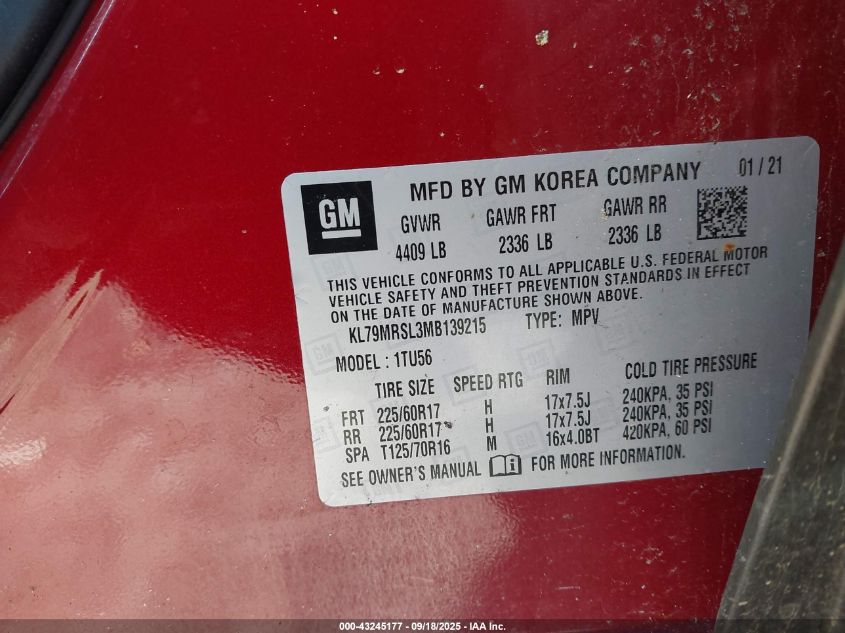 GM
MFD BY GM KOREA COMPANY 01 / 21
GVWR GAWR FRT GAWR RR
4409 LB 2336 LB 2336 LB
THIS VEHICLE CONFORMS TO ALL APPLICABLE U.S. FEDERAL MOTOR
VEHICLE SAFETY AND THEFT PREVENTION STANDARDS IN EFFECT
ON THE DATE OF MANUFACTURE SHOWN ABOVE.
KL79MRSL3MB139215 TYPE: MPV
MODEL : 1TU56
TIRE SIZE SPEED RTG RIM COLD TIRE PRESSURE
FRT 225/60R17 H 17x7.5J 240KPA, 35 PSI
RR 225/60R17 H 17x7.5J 240KPA, 35 PSI
SPA T125/70R16 M 16x4.0BT 420KPA, 60 PSI
SEE OWNER'S MANUAL FOR MORE INFORMATION.
000-43245177 - 09/18/2025 - IAA Inc.